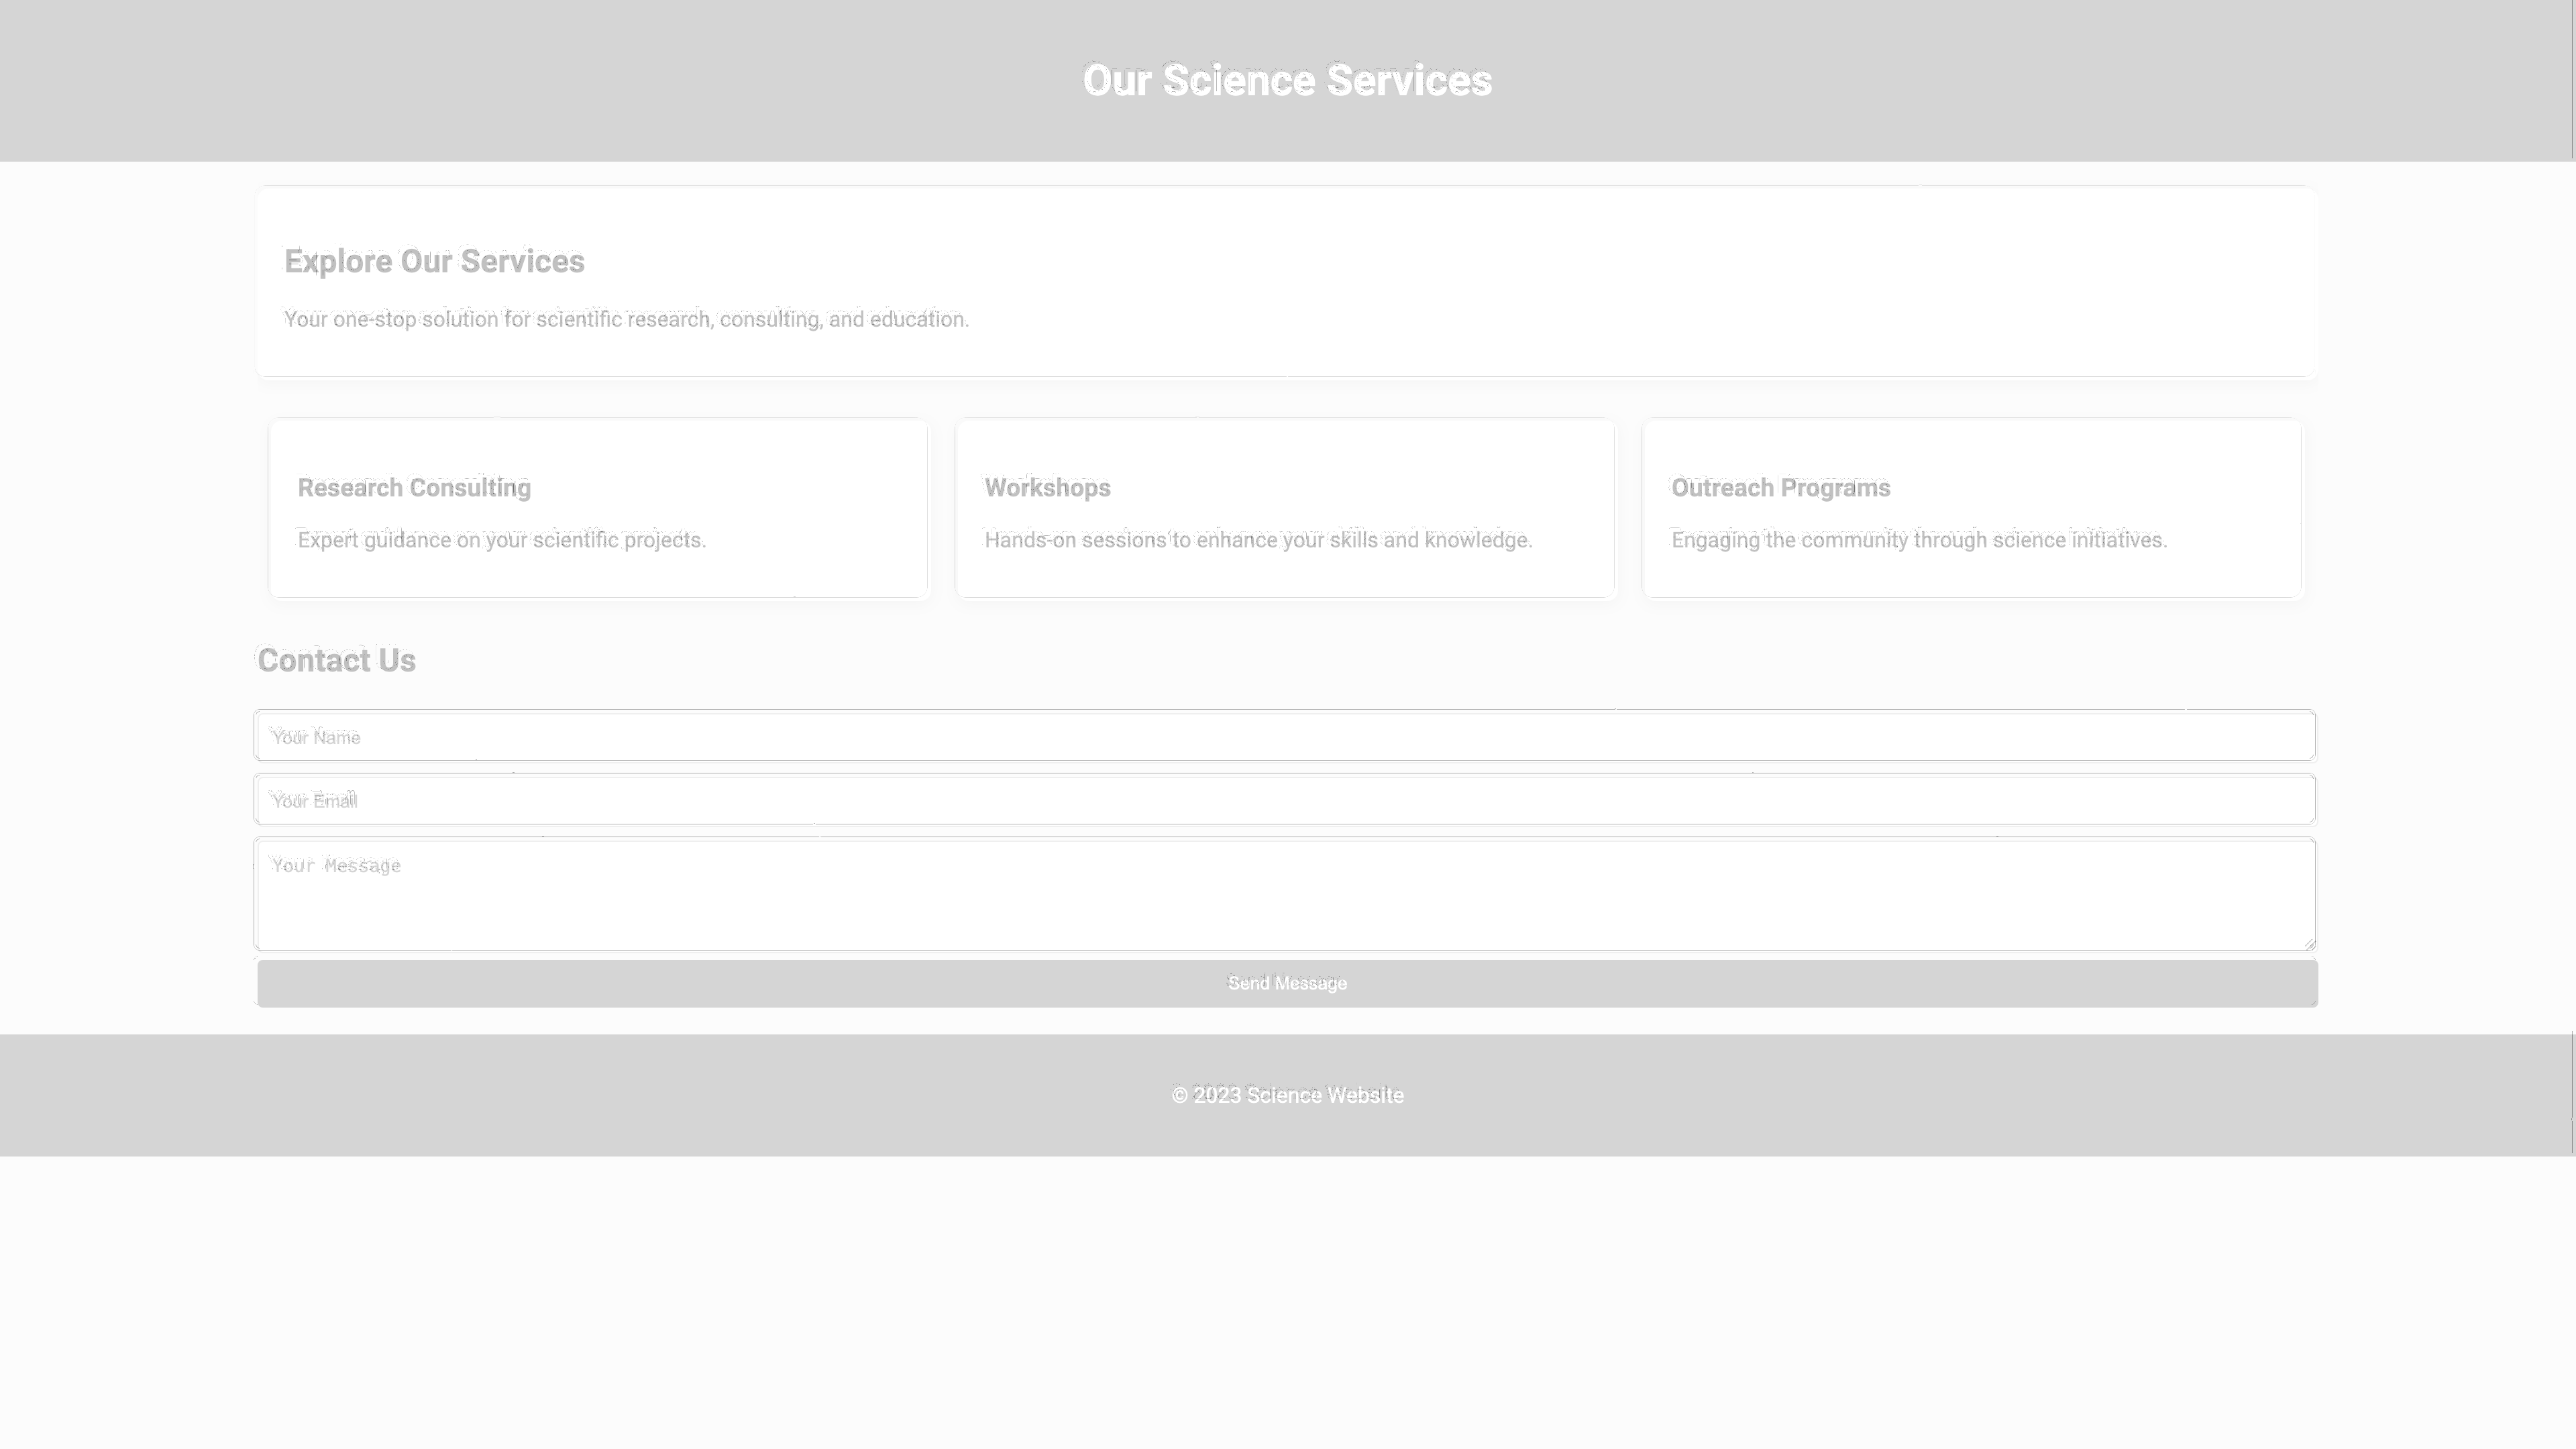 Our Science Services
Explore Our Services
Your one-stop solution for scientific research, consulting, and education.
Research Consulting
Expert guidance on your scientific projects.
Workshops
Hands-on sessions to enhance your skills and knowledge.
Outreach Programs
Engaging the community through science initiatives.
Contact Us
Your Name
Your Email
Your Message
Send Message
© 2023 Science Website